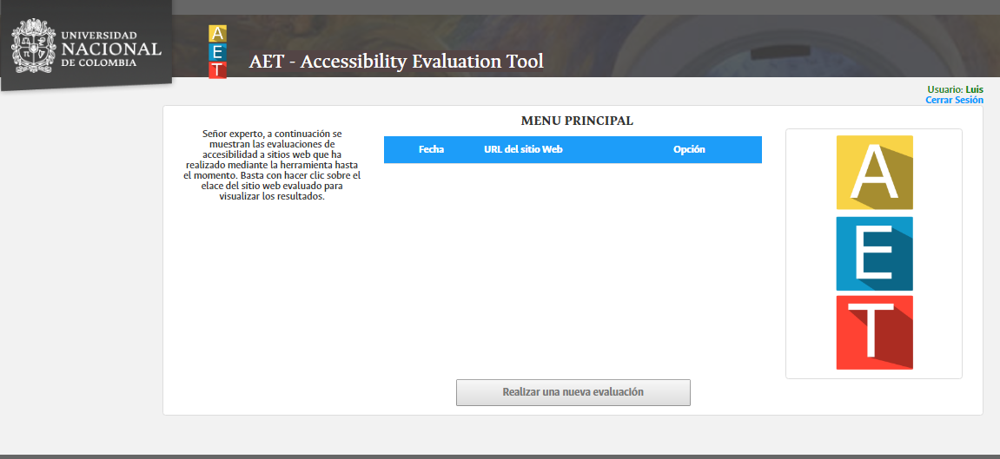 UNIVERSIDAD
NACIONAL
DE COLOMBIA
A
E
T
AET - Accessibility Evaluation Tool
Usuario: Luis
Cerrar Sesión
MENU PRINCIPAL
Señor experto, a continuación se
muestran las evaluaciones de
accesibilidad a sitios web que ha
realizado mediante la herramienta hasta
el momento. Basta con hacer clic sobre el
elace del sitio web evaluado para
visualizar los resultados.
Fecha URL del sitio Web Opción
A
E
T
Realizar una nueva evaluación